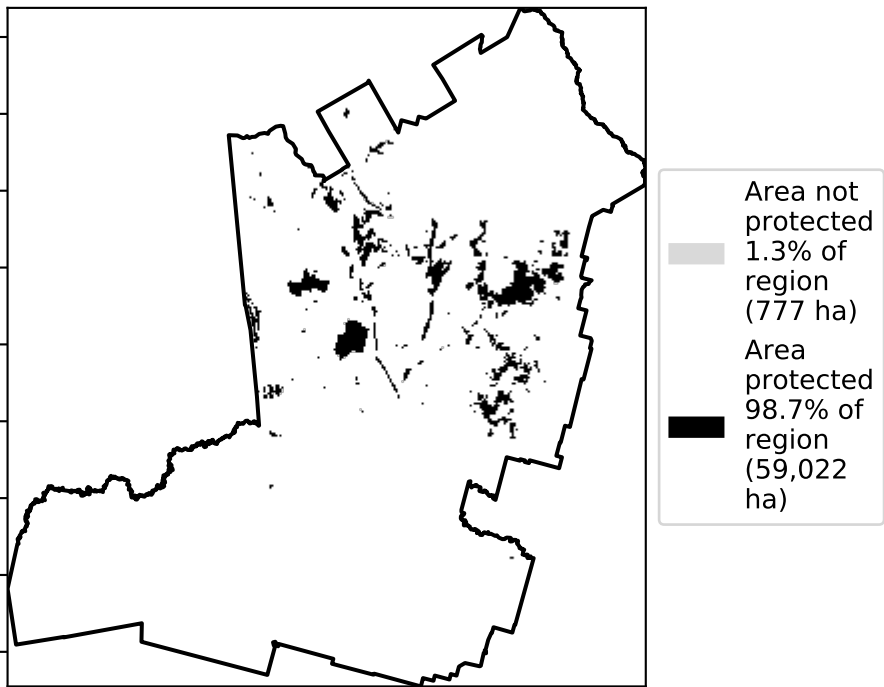 Area not
protected
1.3% of
region
(777 ha)
Area
protected
98.7% of
region
(59,022
ha)